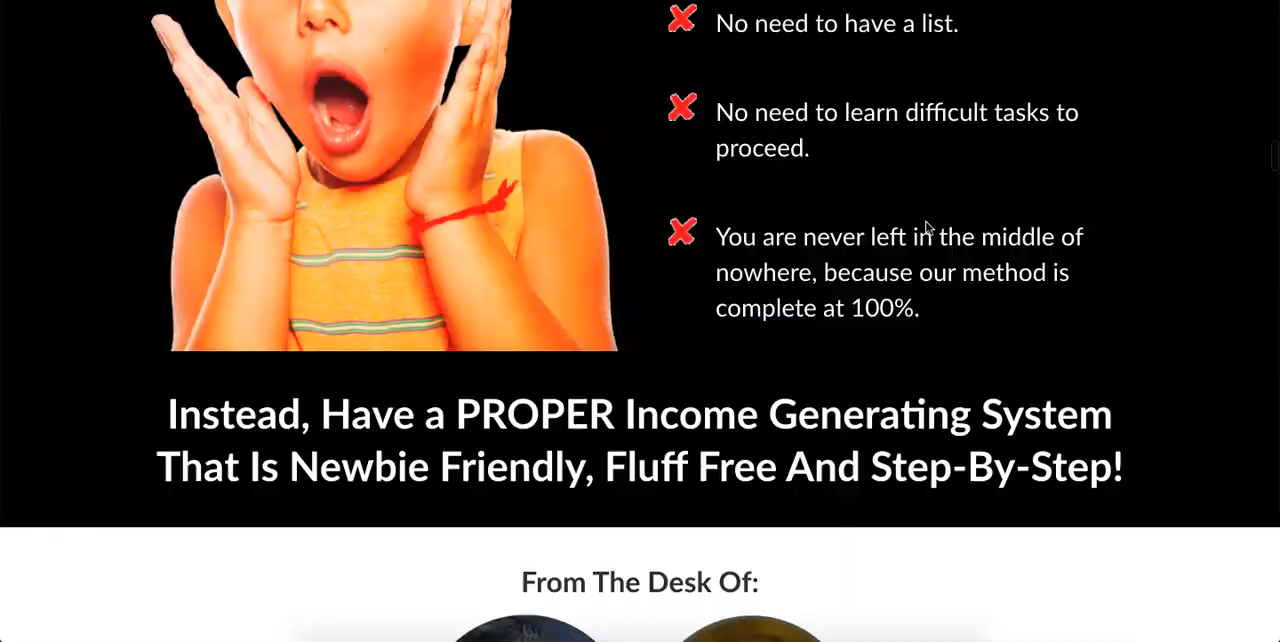 No need to have a list.
No need to learn difficult tasks to
proceed.
You are never left in the middle of
nowhere, because our method is
complete at 100%.
Instead, Have a PROPER Income Generating System
That Is Newbie Friendly, Fluff Free And Step-By-Step!
From The Desk Of: